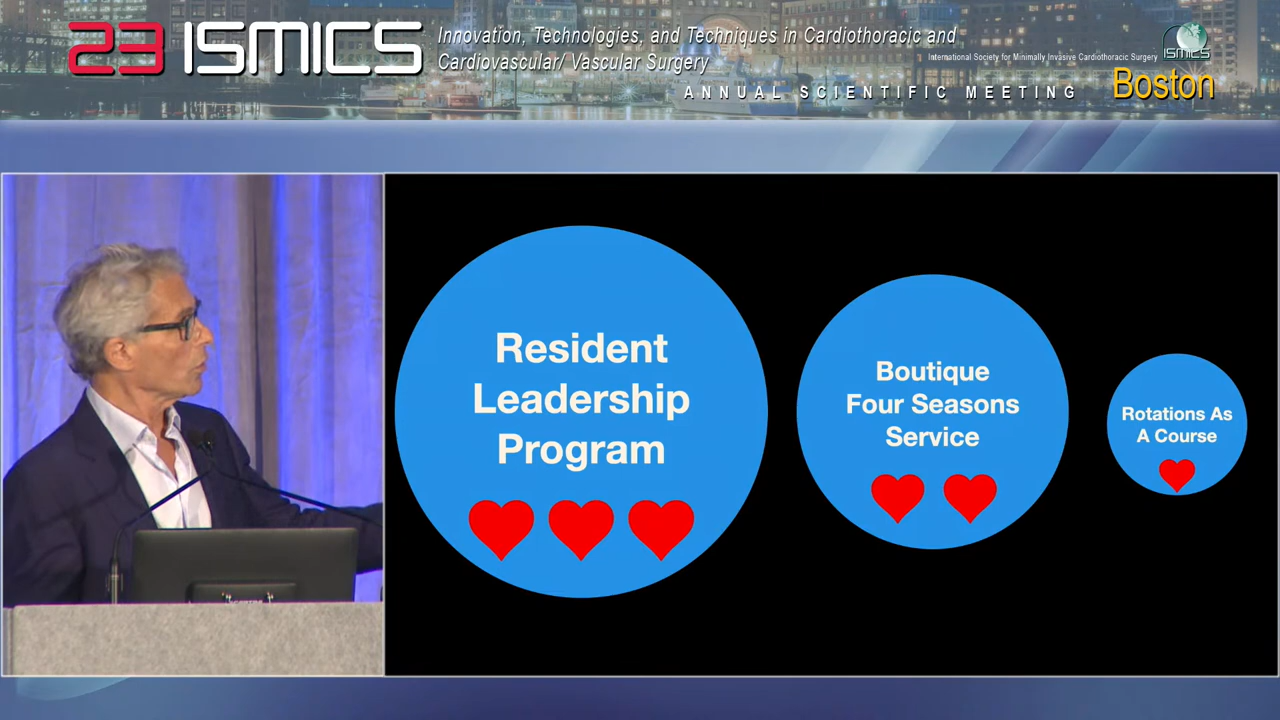 23 ISMICS
Innovation, Technologies, and Techniques in Cardiothoracic and
Cardiovascular/ Vascular Surgery
International Society for Minimally Invasive Cardiothoracic Surgery
ISMICS
ANNUAL SCIENTIFIC MEETING
Boston
Resident
Leadership
Program
Boutique
Four Seasons
Service
Rotations As
A Course